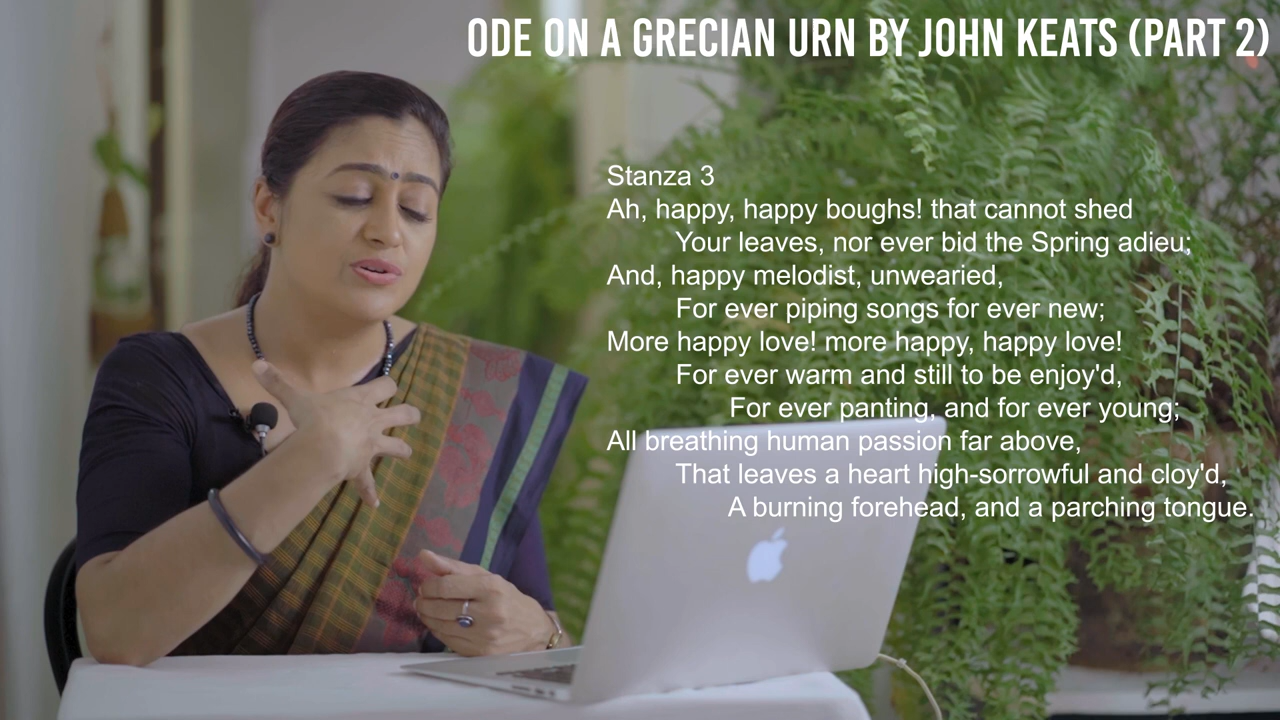 ODE ON A GRECIAN URN BY JOHN KEATS (PART 2)
Stanza 3
Ah, happy, happy boughs! that cannot shed
Your leaves, nor ever bid the Spring adieu;
And, happy melodist, unwearied,
For ever piping songs for ever new;
More happy love! more happy, happy love!
For ever warm and still to be enjoy'd,
For ever panting, and for ever young;
All breathing human passion far above,
That leaves a heart high-sorrowful and cloy'd,
A burning forehead, and a parching tongue.